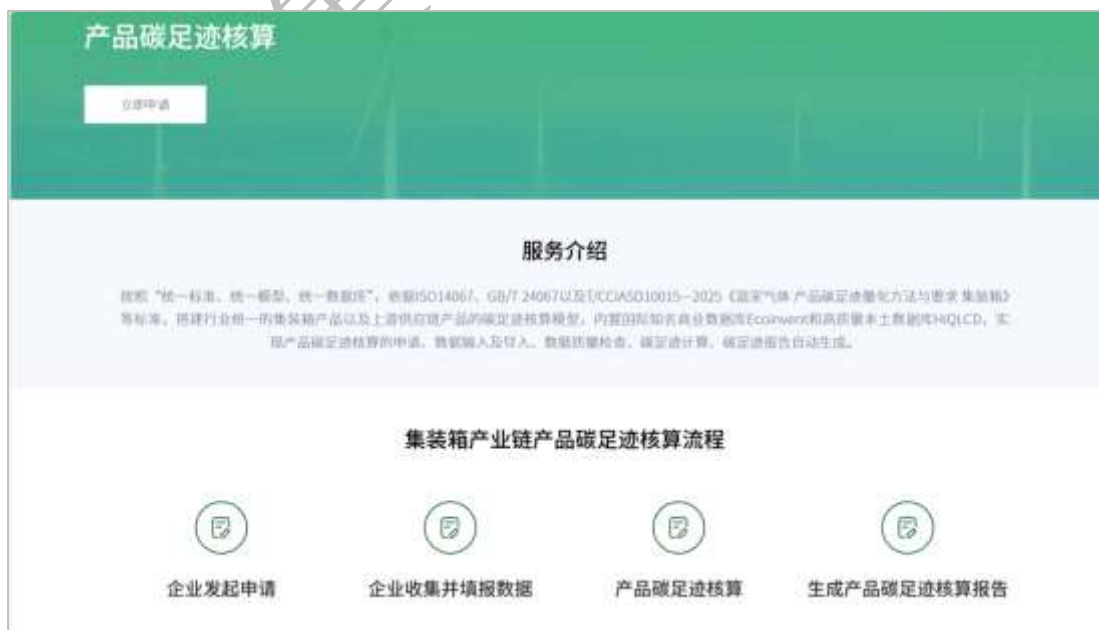 产品碳足迹核算
立即申请
服务介绍
按照“统一标准、统一模型、统一数据库”，依据ISO14067、GB/T 24067以及T/CCIASD10015—2025《温室气体 产品碳足迹量化方法与要求 集装箱》
等标准，搭建行业统一的集装箱产品以及上游供应链产品的碳足迹核算模型，内置国际知名商业数据库Ecoinvent和高质量本土数据库HiQLCD，实
现产品碳足迹核算的申请、数据输入及导入、数据质量检查、碳足迹计算、碳足迹报告自动生成。
集装箱产业链产品碳足迹核算流程
企业发起申请
企业收集并填报数据
产品碳足迹核算
生成产品碳足迹核算报告